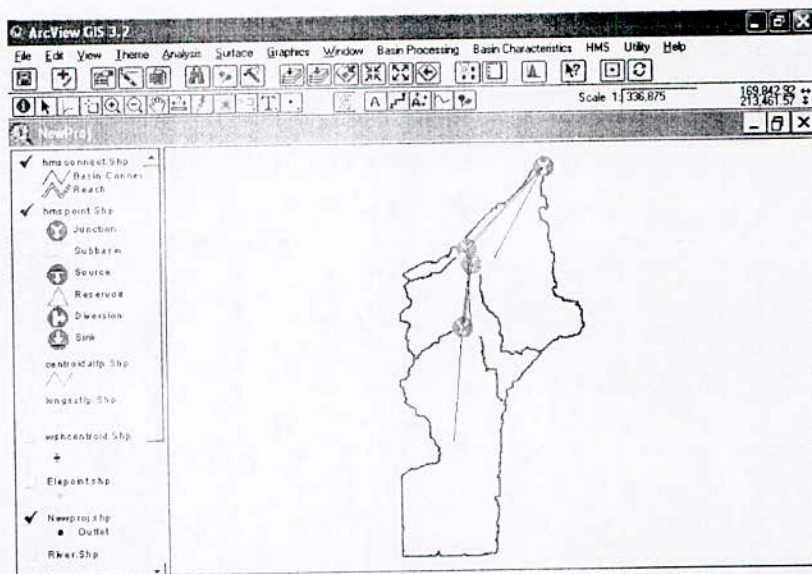 ArcView GIS 3.2
File Edit View Theme Analysis Surface Graphics Window Basin Processing Basin Characteristics HMS Utility Help
Scale 1: 336,875
169,842.92
213,461.57
NewProj
hmsconnect.Shp
Basin Connei
Reach
hmspoint.Shp
Junction
Subbasin
Source
Reservoir
Diversion
Sink
centroidalfp.Shp
longestfp.Shp
wshcentroid.Shp
Elepoint.shp
Newproj.shp
Outlet
River.Shp